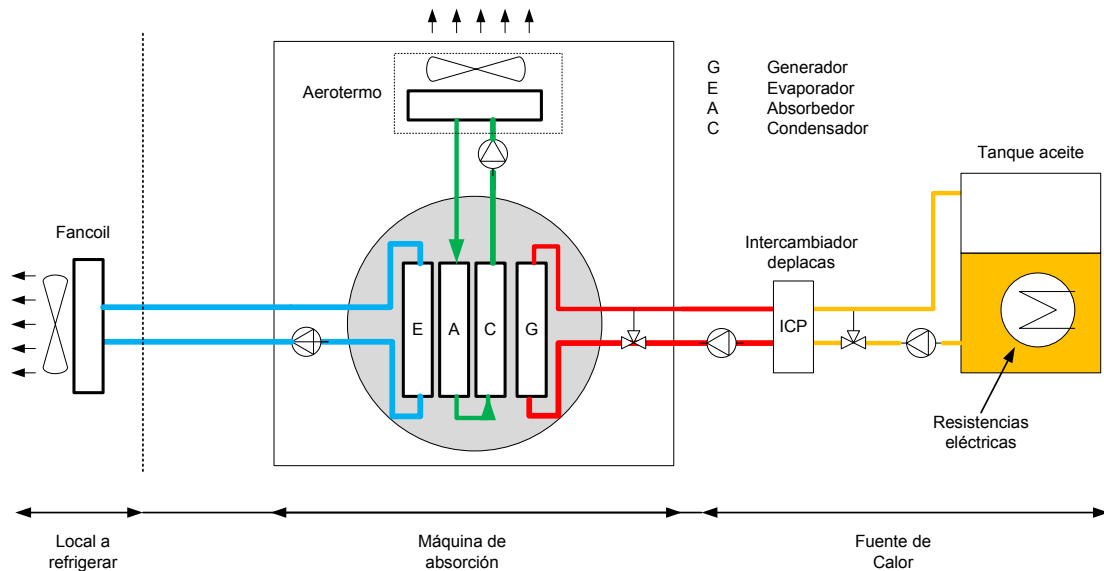 Aerotermo
G Generador
E Evaporador
A Absorbedor
C Condensador
Tanque aceite
Fancoil
Intercambiador
deplacas
E
A
C
G
ICP
Resistencias
eléctricas
Local a
refrigerar
Máquina de
absorción
Fuente de
Calor